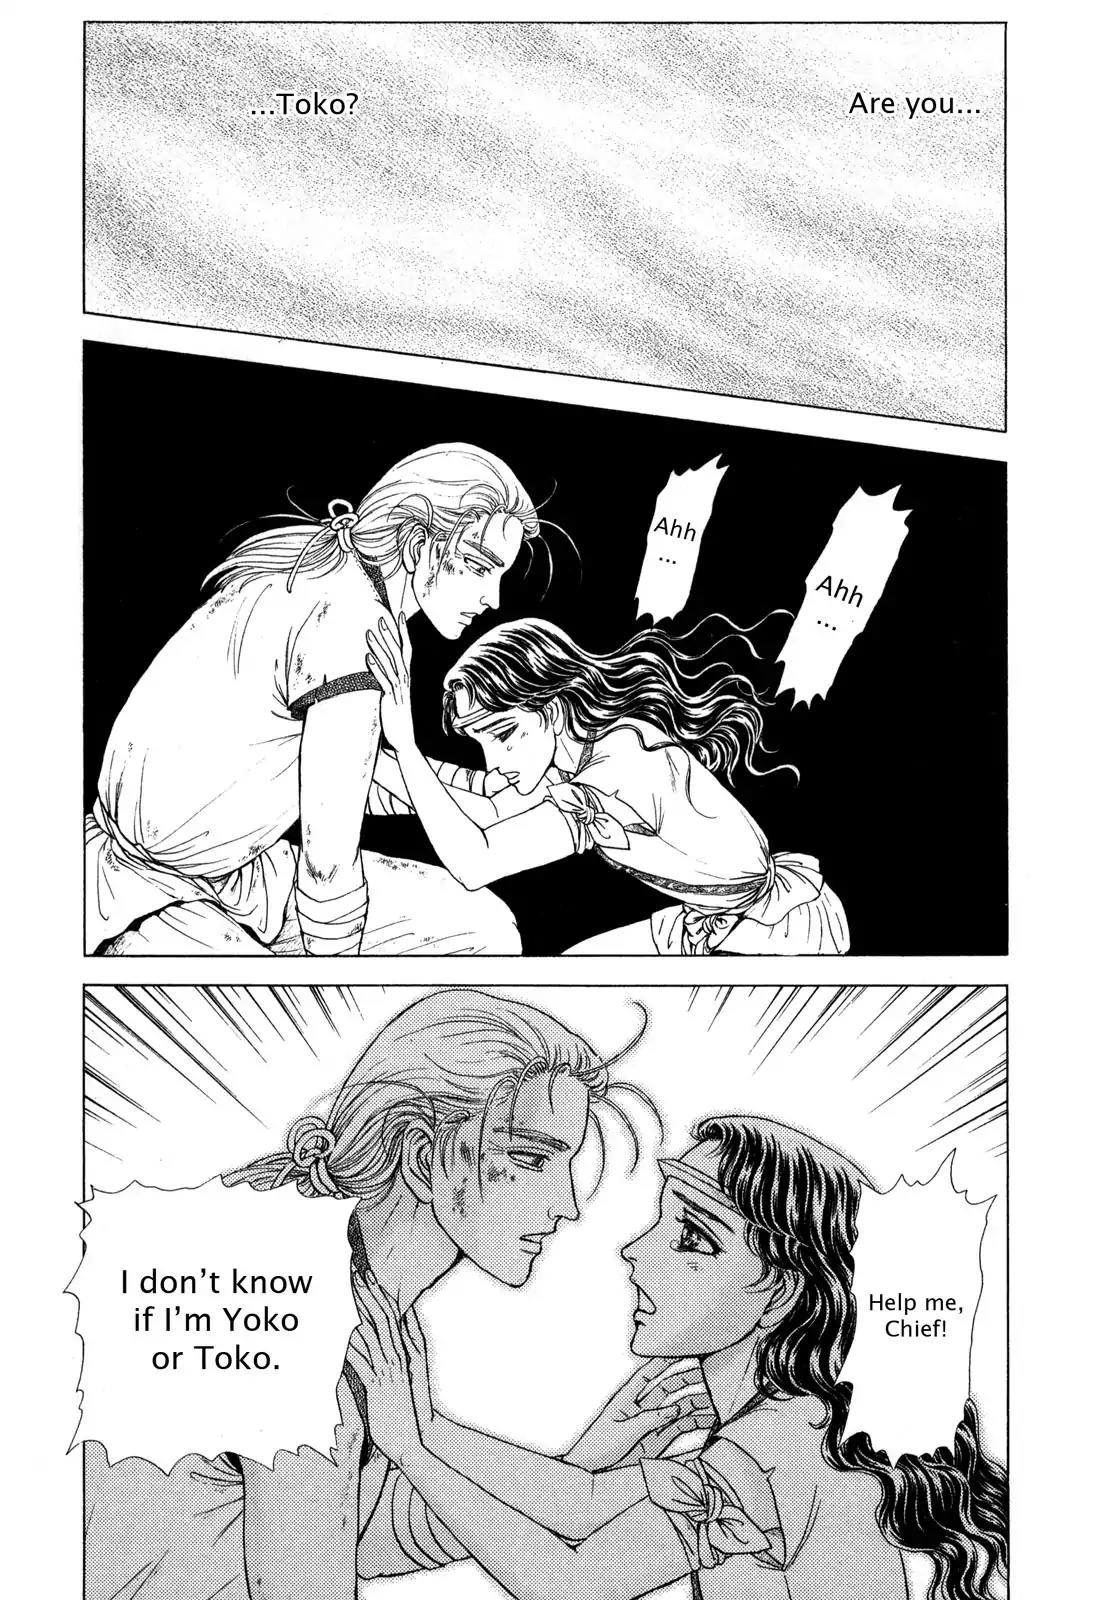 Are you...
...Toko?
Ahh
...
Ahh
...
Help me,
Chief!
I don't know
if I'm Yoko
or Toko.